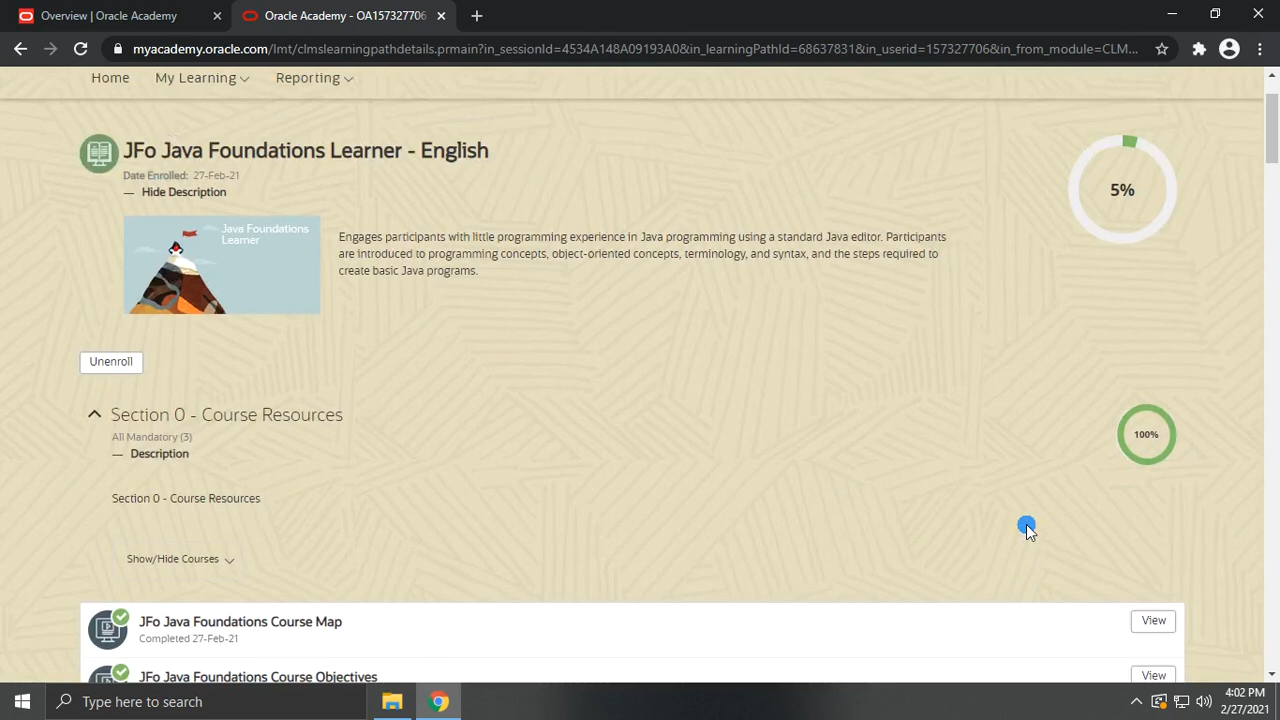 Overview | Oracle Academy
Oracle Academy - OA157327706
myacademy.oracle.com/lmt/clmslearningpathdetails.prmain?in_sessionId=4534A148A09193A0&in_learningPathId=68637831&in_userid=157327706&in_from_module=CLM...
Home My Learning Reporting
JFo Java Foundations Learner - English
Date Enrolled: 27-Feb-21
— Hide Description
5%
Java Foundations
Learner
Engages participants with little programming experience in Java programming using a standard Java editor. Participants
are introduced to programming concepts, object-oriented concepts, terminology, and syntax, and the steps required to
create basic Java programs.
Unenroll
Section 0 - Course Resources
All Mandatory (3)
— Description
100%
Section 0 - Course Resources
Show/Hide Courses
JFo Java Foundations Course Map
Completed 27-Feb-21
View
JFo Java Foundations Course Objectives
View
Type here to search
4:02 PM
2/27/2021